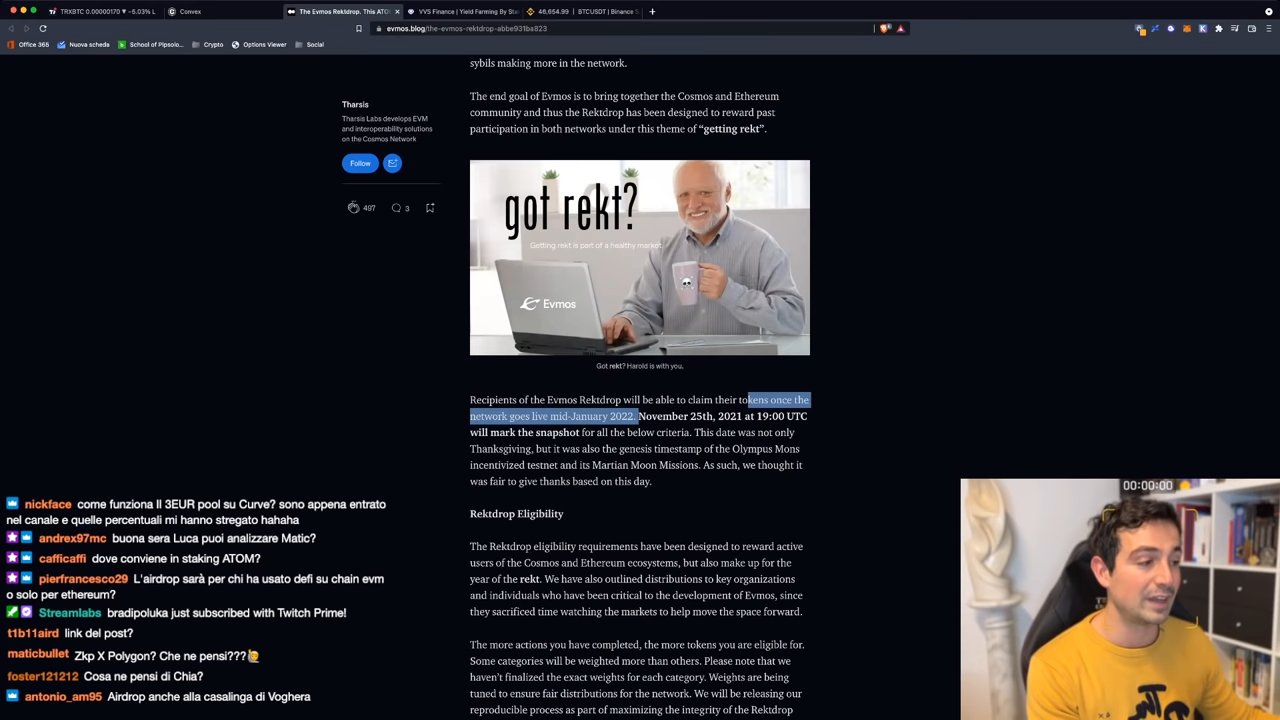 TRXBTC 0.00000170 ▼ −5.03% U
Convex
The Evmos Rektdrop. This ATO
VVS Finance | Yield Farming By Sta
46,654.99 | BTCUSDT | Binance S
evmos.blog/the-evmos-rektdrop-abbe931ba823
Office 365
Nuova scheda
School of Pipsolo...
Crypto
Options Viewer
Social
sybils making more in the network.
The end goal of Evmos is to bring together the Cosmos and Ethereum
community and thus the Rektdrop has been designed to reward past
participation in both networks under this theme of “getting rekt”.
Tharsis
Tharsis Labs develops EVM
and interoperability solutions
on the Cosmos Network
Follow
497
3
got rekt?
Getting rekt is part of a healthy market.
Evmos
Got rekt? Harold is with you.
Recipients of the Evmos Rektdrop will be able to claim their tokens once the
network goes live mid-January 2022. November 25th, 2021 at 19:00 UTC
will mark the snapshot for all the below criteria. This date was not only
Thanksgiving, but it was also the genesis timestamp of the Olympus Mons
incentivized testnet and its Martian Moon Missions. As such, we thought it
was fair to give thanks based on this day.
Rektdrop Eligibility
The Rektdrop eligibility requirements have been designed to reward active
users of the Cosmos and Ethereum ecosystems, but also make up for the
year of the rekt. We have also outlined distributions to key organizations
and individuals who have been critical to the development of Evmos, since
they sacrificed time watching the markets to help move the space forward.
The more actions you have completed, the more tokens you are eligible for.
Some categories will be weighted more than others. Please note that we
haven’t finalized the exact weights for each category. Weights are being
tuned to ensure fair distributions for the network. We will be releasing our
reproducible process as part of maximizing the integrity of the Rektdrop
nickface come funziona Il 3EUR pool su Curve? sono appena entrato
nel canale e quelle percentuali mi hanno stregato hahaha
andrex97mc buona sera Luca puoi analizzare Matic?
cafficaffi dove conviene in staking ATOM?
pierfrancesco29 L'airdrop sarà per chi ha usato defi su chain evm
o solo per ethereum?
Streamlabs bradipoluka just subscribed with Twitch Prime!
t1b11aird link del post?
maticbullet Zkp X Polygon? Che ne pensi???
foster121212 Cosa ne pensi di Chia?
antonio_am95 Airdrop anche alla casalinga di Voghera
00:00:00